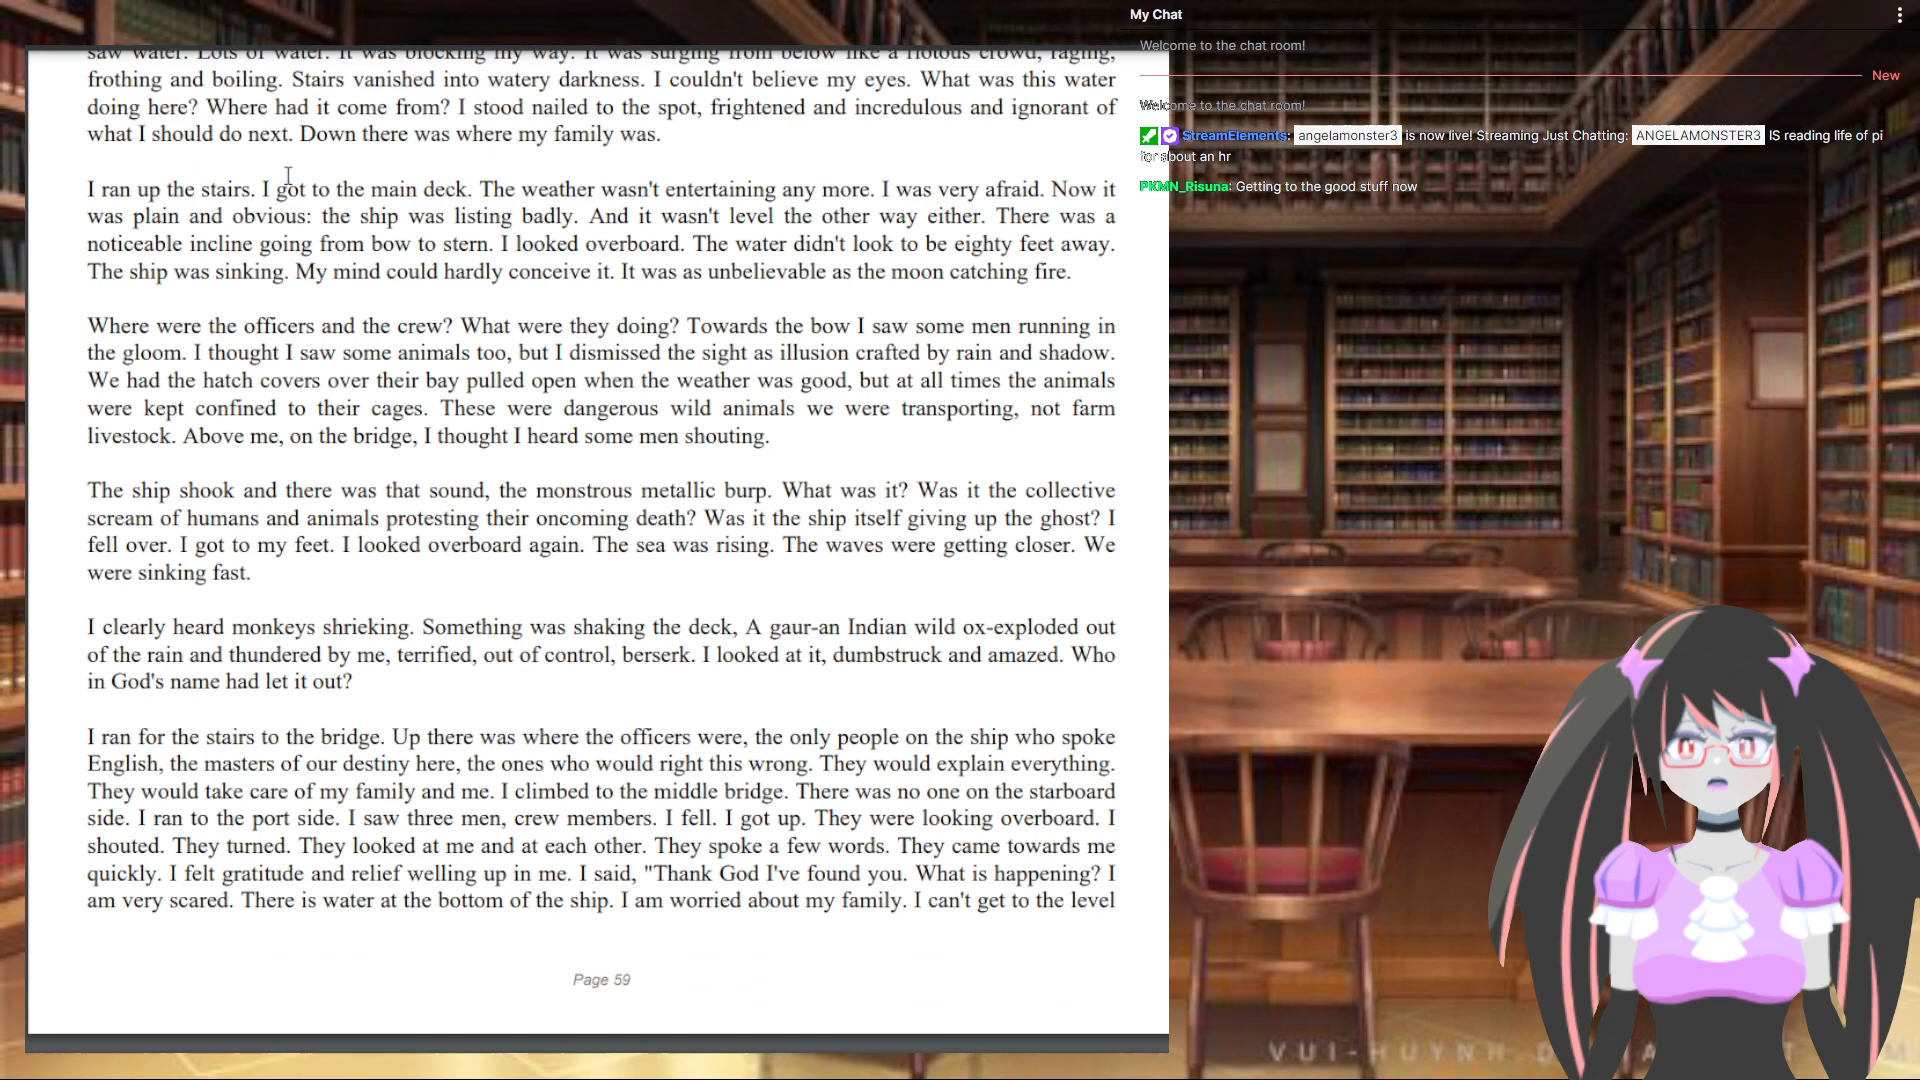 saw water. Lots of water. It was blocking my way. It was surging from below like a riotous crowd, raging,
frothing and boiling. Stairs vanished into watery darkness. I couldn't believe my eyes. What was this water
doing here? Where had it come from? I stood nailed to the spot, frightened and incredulous and ignorant of
what I should do next. Down there was where my family was.
I ran up the stairs. I got to the main deck. The weather wasn't entertaining any more. I was very afraid. Now it
was plain and obvious: the ship was listing badly. And it wasn't level the other way either. There was a
noticeable incline going from bow to stern. I looked overboard. The water didn't look to be eighty feet away.
The ship was sinking. My mind could hardly conceive it. It was as unbelievable as the moon catching fire.
Where were the officers and the crew? What were they doing? Towards the bow I saw some men running in
the gloom. I thought I saw some animals too, but I dismissed the sight as illusion crafted by rain and shadow.
We had the hatch covers over their bay pulled open when the weather was good, but at all times the animals
were kept confined to their cages. These were dangerous wild animals we were transporting, not farm
livestock. Above me, on the bridge, I thought I heard some men shouting.
The ship shook and there was that sound, the monstrous metallic burp. What was it? Was it the collective
scream of humans and animals protesting their oncoming death? Was it the ship itself giving up the ghost? I
fell over. I got to my feet. I looked overboard again. The sea was rising. The waves were getting closer. We
were sinking fast.
I clearly heard monkeys shrieking. Something was shaking the deck, A gaur-an Indian wild ox-exploded out
of the rain and thundered by me, terrified, out of control, berserk. I looked at it, dumbstruck and amazed. Who
in God's name had let it out?
I ran for the stairs to the bridge. Up there was where the officers were, the only people on the ship who spoke
English, the masters of our destiny here, the ones who would right this wrong. They would explain everything.
They would take care of my family and me. I climbed to the middle bridge. There was no one on the starboard
side. I ran to the port side. I saw three men, crew members. I fell. I got up. They were looking overboard. I
shouted. They turned. They looked at me and at each other. They spoke a few words. They came towards me
quickly. I felt gratitude and relief welling up in me. I said, "Thank God I've found you. What is happening? I
am very scared. There is water at the bottom of the ship. I am worried about my family. I can't get to the level
Page 59
My Chat
Welcome to the chat room!
New
Welcome to the chat room!
StreamElements: angelamonster3 is now live! Streaming Just Chatting: ANGELAMONSTER3 IS reading life of pi
for about an hr
PKMN_Risuna: Getting to the good stuff now
VUI-HUYNH